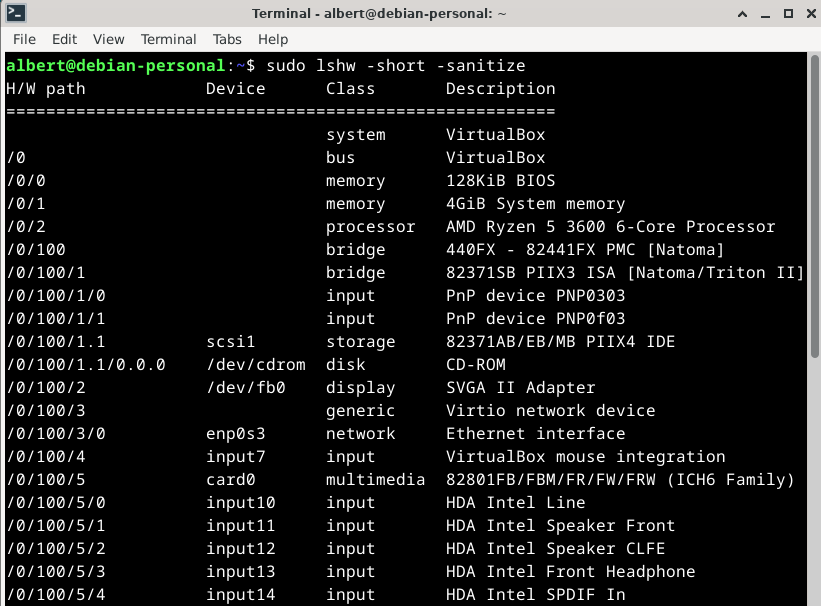 Terminal - albert@debian-personal: ~
File Edit View Terminal Tabs Help
albert@debian-personal:~$ sudo lshw -short -sanitize
H/W path            Device      Class       Description
=======================================================
                                system      VirtualBox
/0                              bus         VirtualBox
/0/0                            memory      128KiB BIOS
/0/1                            memory      4GiB System memory
/0/2                            processor   AMD Ryzen 5 3600 6-Core Processor
/0/100                          bridge      440FX - 82441FX PMC [Natoma]
/0/100/1                        bridge      82371SB PIIX3 ISA [Natoma/Triton II]
/0/100/1/0                      input       PnP device PNP0303
/0/100/1/1                      input       PnP device PNP0f03
/0/100/1.1          scsi1       storage     82371AB/EB/MB PIIX4 IDE
/0/100/1.1/0.0.0    /dev/cdrom  disk        CD-ROM
/0/100/2            /dev/fb0    display     SVGA II Adapter
/0/100/3                        generic     Virtio network device
/0/100/3/0          enp0s3      network     Ethernet interface
/0/100/4            input7      input       VirtualBox mouse integration
/0/100/5            card0       multimedia  82801FB/FBM/FR/FW/FRW (ICH6 Family)
/0/100/5/0          input10     input       HDA Intel Line
/0/100/5/1          input11     input       HDA Intel Speaker Front
/0/100/5/2          input12     input       HDA Intel Speaker CLFE
/0/100/5/3          input13     input       HDA Intel Front Headphone
/0/100/5/4          input14     input       HDA Intel SPDIF In